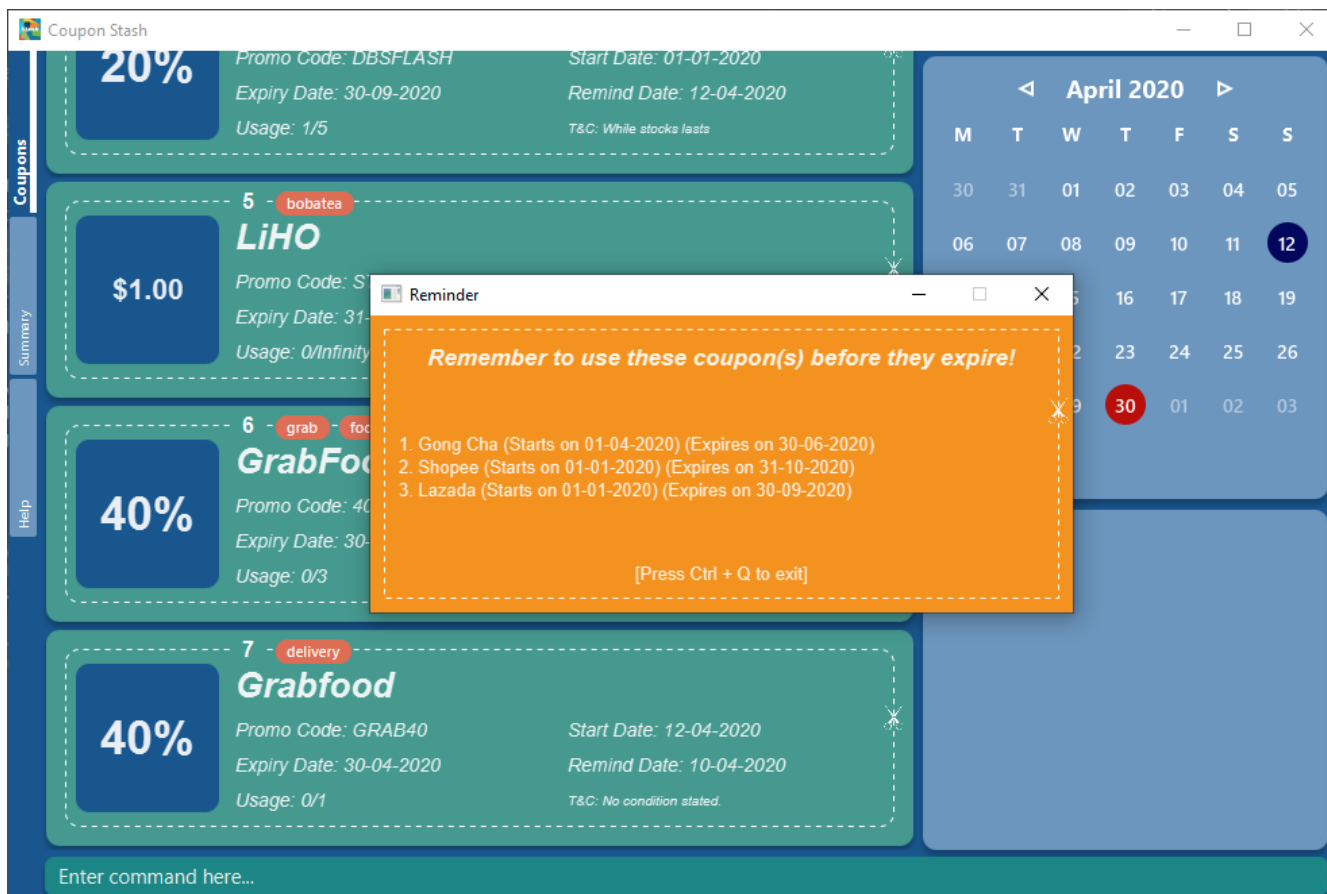 Coupon Stash
Coupons
Summary
Help
20%
Promo Code: DBSFLASH
Start Date: 01-01-2020
Expiry Date: 30-09-2020
Remind Date: 12-04-2020
Usage: 1/5
T&C: While stocks lasts
5
bobatea
LiHO
$1.00
Promo Code:
Expiry Date: 31-
Usage: 0/Infinity
6
grab
GrabFoo
40%
Promo Code: 40
Expiry Date: 30-
Usage: 0/3
7
delivery
Grabfood
40%
Promo Code: GRAB40
Start Date: 12-04-2020
Expiry Date: 30-04-2020
Remind Date: 10-04-2020
Usage: 0/1
T&C: No condition stated.
Enter command here...
Reminder
Remember to use these coupon(s) before they expire!
1. Gong Cha (Starts on 01-04-2020) (Expires on 30-06-2020)
2. Shopee (Starts on 01-01-2020) (Expires on 31-10-2020)
3. Lazada (Starts on 01-01-2020) (Expires on 30-09-2020)
[Press Ctrl + Q to exit]
April 2020
M T W T F S S
30 31 01 02 03 04 05
06 07 08 09 10 11 12
16 17 18 19
23 24 25 26
30 01 02 03